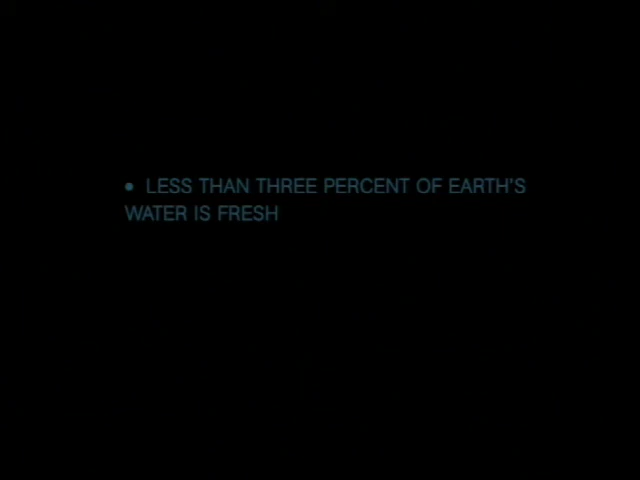 • LESS THAN THREE PERCENT OF EARTH'S
WATER IS FRESH